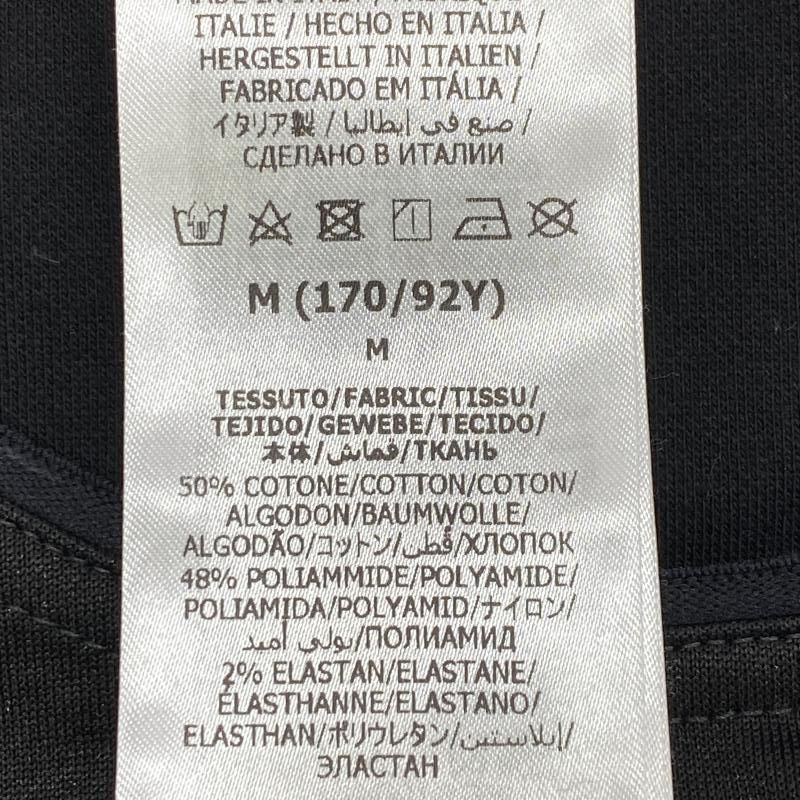 ITALIE / HECHO EN ITALIA /
HERGESTELLT IN ITALIEN /
FABRICADO EM ITÁLIA /
イタリア製 / صنع في إيطاليا /
СДЕЛАНО В ИТАЛИИ
M (170/92Y)
M
TESSUTO/FABRIC/TISSU/
TEJIDO/GEWEBE/TECIDO/
本体/قماش/ТКАНЬ
50% COTONE/COTTON/COTON/
ALGODON/BAUMWOLLE/
ALGODÃO/コットン/قطن/ХЛОПОК
48% POLIAMMIDE/POLYAMIDE/
POLIAMIDA/POLYAMID/ナイロン/
بولي أميد/ПОЛИАМИД
2% ELASTAN/ELASTANE/
ÉLASTHANNE/ELASTANO/
ELASTHAN/ポリウレタン/إيلاستين/
ЭЛАСТАН